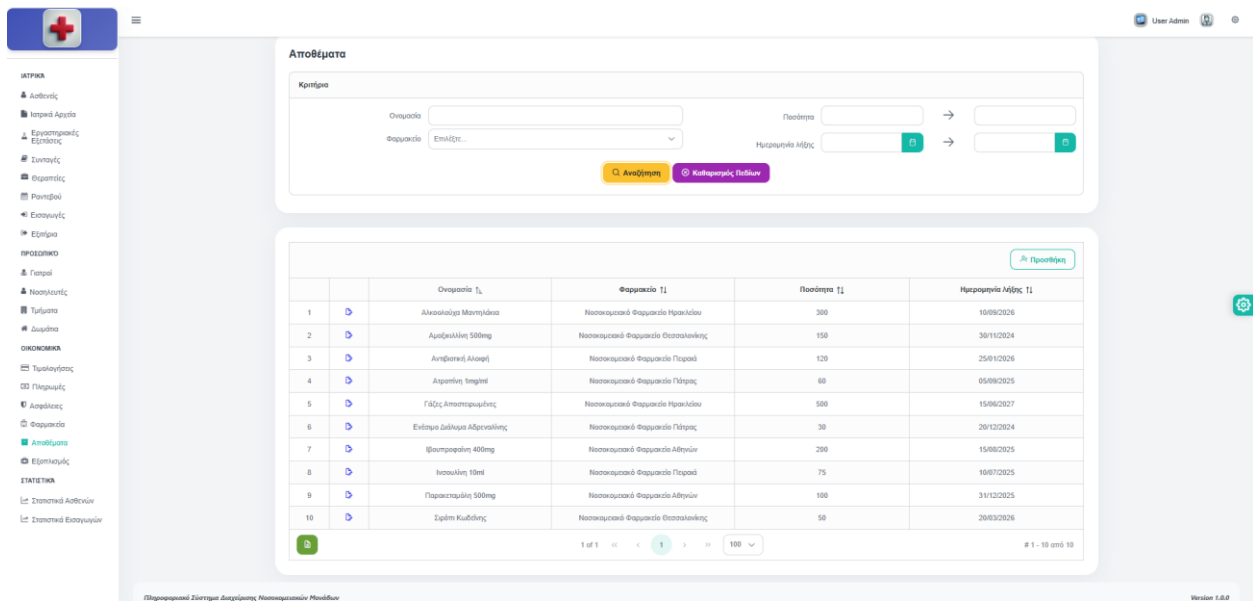 User Admin
ΙΑΤΡΙΚΆ
Ασθενείς
Ιατρικά Αρχεία
Εργαστηριακές
Εξετάσεις
Συνταγές
Θεραπείες
Ραντεβού
Εισαγωγές
Εξιτήρια
ΠΡΟΣΩΠΙΚΌ
Γιατροί
Νοσηλευτές
Τμήματα
Δωμάτια
ΟΙΚΟΝΟΜΙΚΆ
Τιμολογήσεις
Πληρωμές
Ασφάλειες
Φαρμακεία
Αποθέματα
Εξοπλισμός
ΣΤΑΤΙΣΤΙΚΆ
Στατιστικά Ασθενών
Στατιστικά Εισαγωγών
Αποθέματα
Κριτήρια
Ονομασία
Ποσότητα
Φαρμακείο Επιλέξτε...
Ημερομηνία Λήξης
Αναζήτηση Καθαρισμός Πεδίων
Προσθήκη
Ονομασία Φαρμακείο Ποσότητα Ημερομηνία Λήξης
1 Αλκοολούχα Μαντηλάκια Νοσοκομειακό Φαρμακείο Ηρακλείου 300 10/09/2026
2 Αμοξικιλλίνη 500mg Νοσοκομειακό Φαρμακείο Θεσσαλονίκης 150 30/11/2024
3 Αντιβιοτική Αλοιφή Νοσοκομειακό Φαρμακείο Πειραιά 120 25/01/2026
4 Ατροπίνη 1mg/ml Νοσοκομειακό Φαρμακείο Πάτρας 60 05/09/2025
5 Γάζες Αποστειρωμένες Νοσοκομειακό Φαρμακείο Ηρακλείου 500 15/06/2027
6 Ενέσιμα Διάλυμα Αδρεναλίνης Νοσοκομειακό Φαρμακείο Πάτρας 30 20/12/2024
7 Ιβουπροφαίνη 400mg Νοσοκομειακό Φαρμακείο Αθηνών 200 15/08/2025
8 Ινσουλίνη 10ml Νοσοκομειακό Φαρμακείο Πειραιά 75 10/07/2025
9 Παρακεταμόλη 500mg Νοσοκομειακό Φαρμακείο Αθηνών 100 31/12/2025
10 Σιρόπι Κωδεΐνης Νοσοκομειακό Φαρμακείο Θεσσαλονίκης 50 20/03/2026
1 of 1 « ‹ 1 › » 100 # 1 - 10 από 10
Πληροφοριακό Σύστημα Διαχείρισης Νοσοκομειακών Μονάδων Version 1.0.0